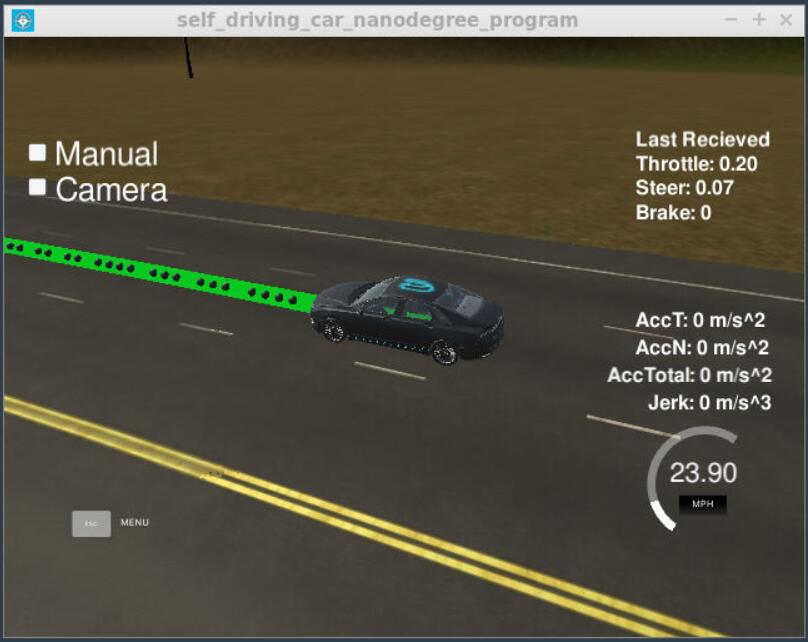 self_driving_car_nanodegree_program
Manual
Camera
Last Recieved
Throttle: 0.20
Steer: 0.07
Brake: 0
AccT: 0 m/s^2
AccN: 0 m/s^2
AccTotal: 0 m/s^2
Jerk: 0 m/s^3
23.90
MPH
ESC MENU